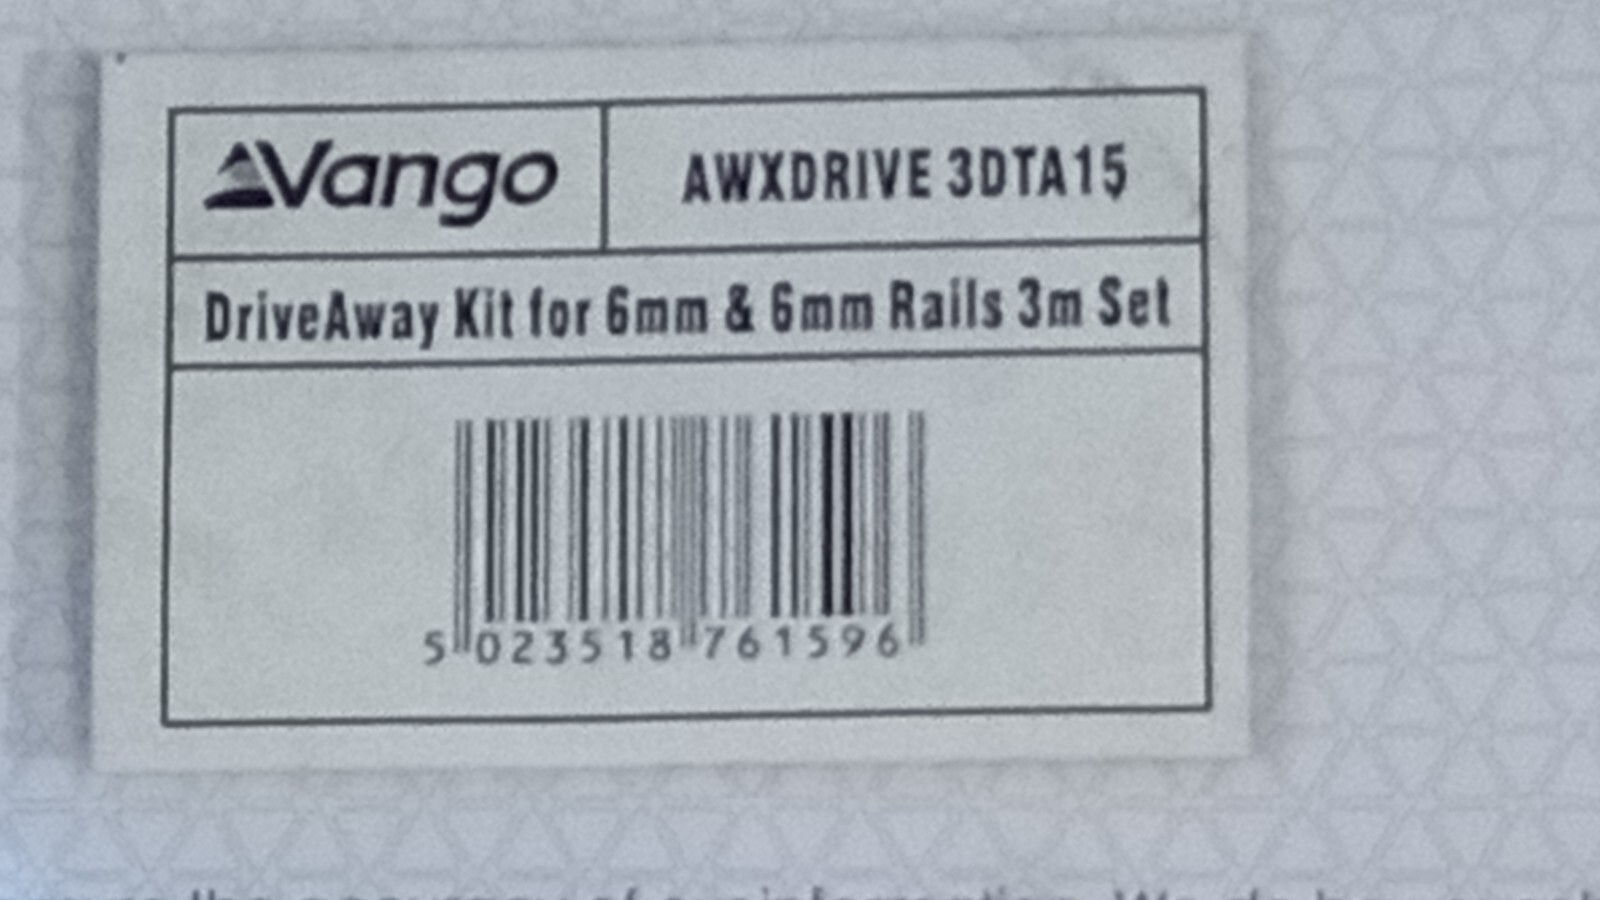 Vango
AWXDRIVE 3DTA15
DriveAway Kit for 6mm & 6mm Rails 3m Set
5 023518 761596